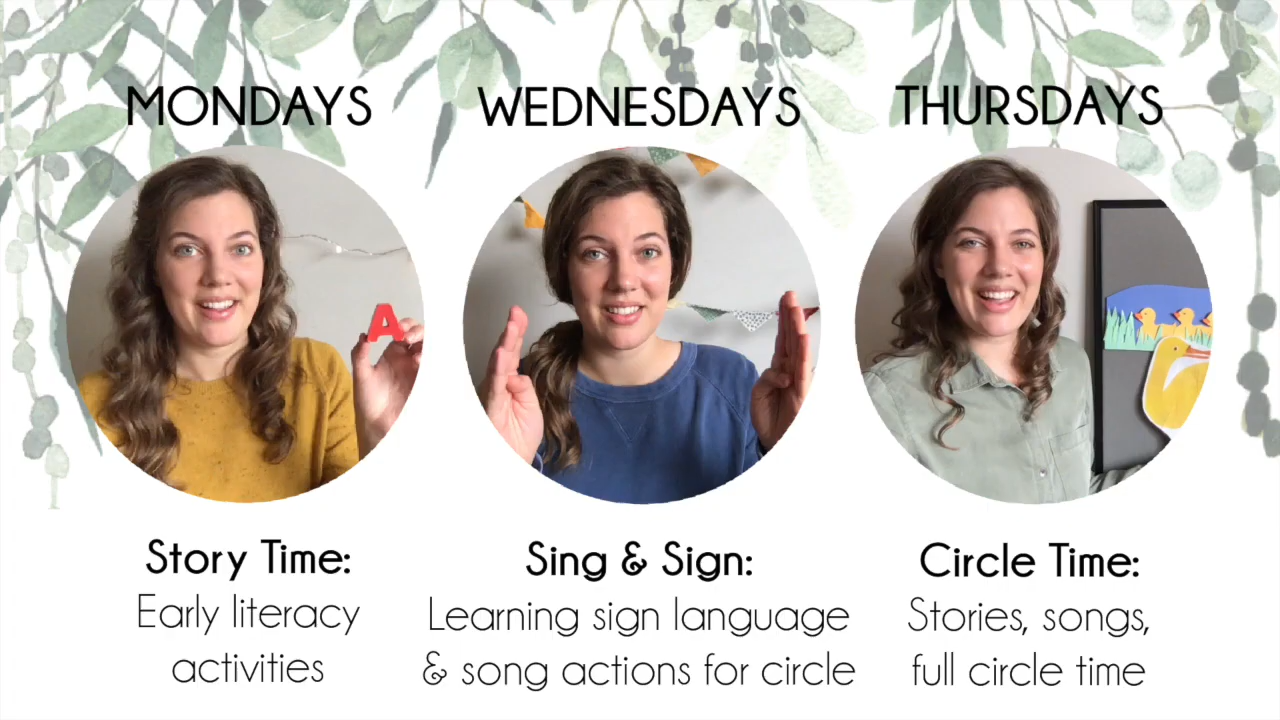 MONDAYS
WEDNESDAYS
THURSDAYS
A
Story Time:
Early literacy
activities
Sing & Sign:
Learning sign language
& song actions for circle
Circle Time:
Stories, songs,
full circle time